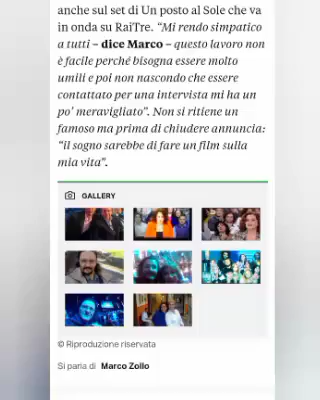 anche sul set di Un posto al Sole che va
in onda su RaiTre. “Mi rendo simpatico
a tutti – dice Marco – questo lavoro non
è facile perché bisogna essere molto
umili e poi non nascondo che essere
contattato per una intervista mi ha un
po’ meravigliato”. Non si ritiene un
famoso ma prima di chiudere annuncia:
“il sogno sarebbe di fare un film sulla
mia vita”.
GALLERY
© Riproduzione riservata
Si parla di Marco Zollo